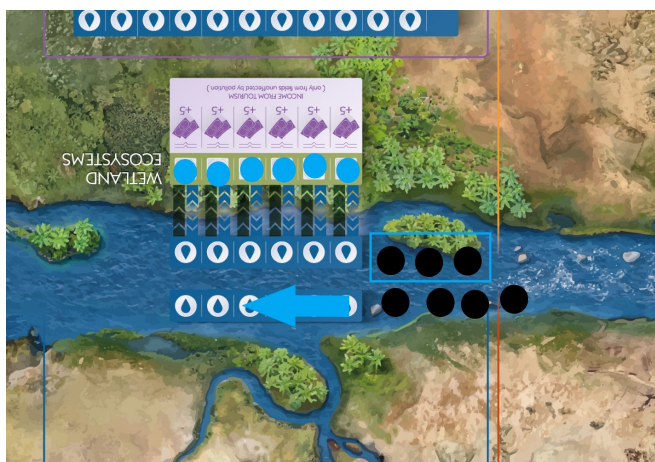 +5 +5 +5 +5 +5 +5
INCOME FROM TOURISM
( only from fields unaffected by pollution )
WETLAND
ECOSYSTEMS